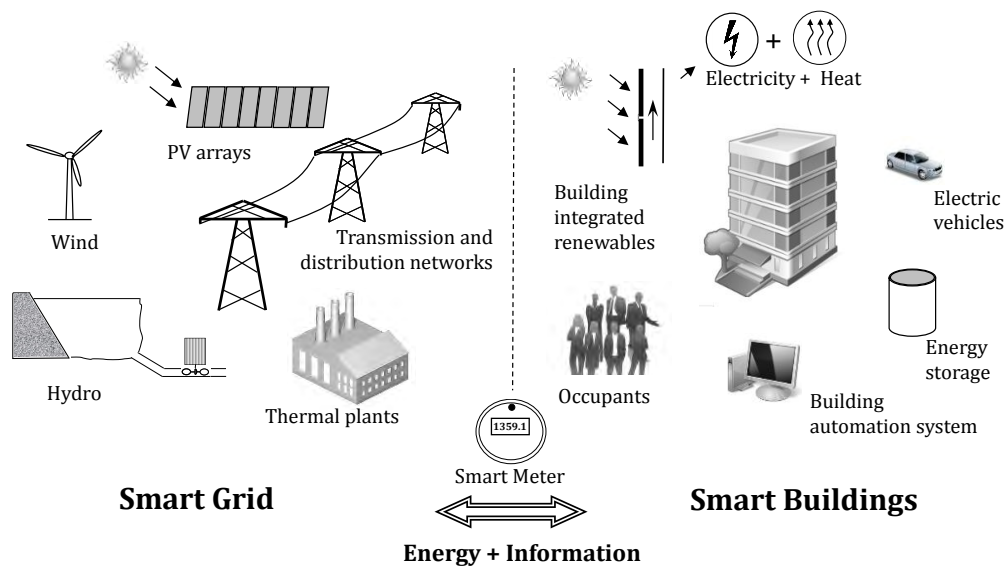 +
Electricity + Heat
PV arrays
Wind
Transmission and
distribution networks
Hydro
Thermal plants
Building
integrated
renewables
Electric
vehicles
Occupants
Energy
storage
Building
automation system
1359.1
Smart Meter
Smart Grid
Smart Buildings
Energy + Information